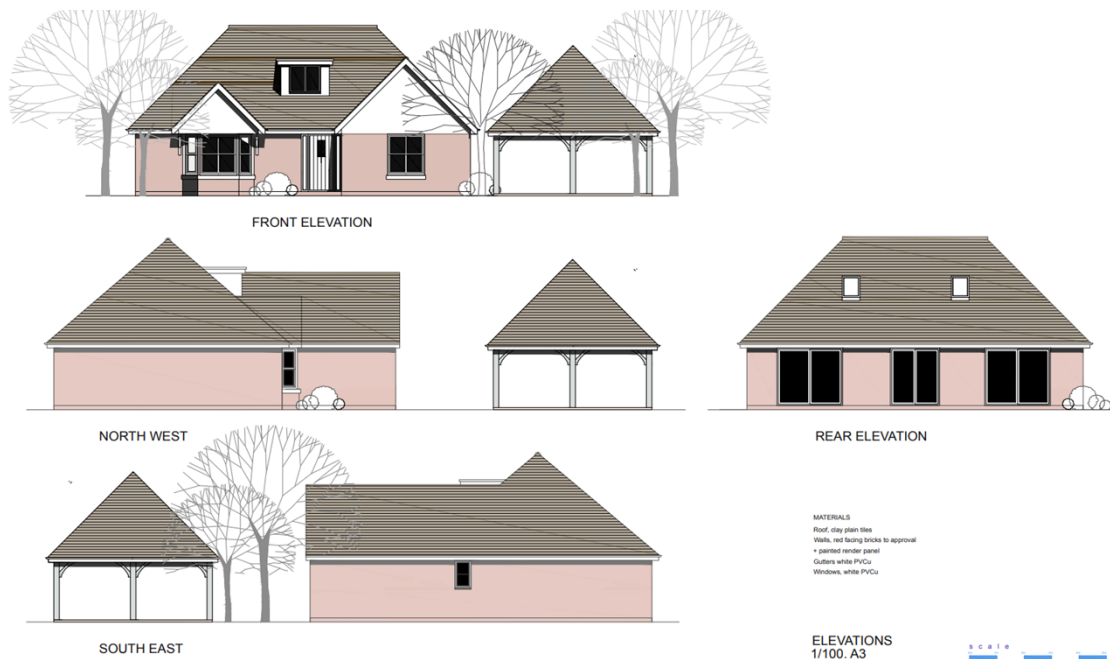 FRONT ELEVATION
NORTH WEST
REAR ELEVATION
SOUTH EAST
MATERIALS
Roof, clay plain tiles
Walls, red facing bricks to approval
+ painted render panel
Gutters white PVCu
Windows, white PVCu
ELEVATIONS
1/100. A3
scale